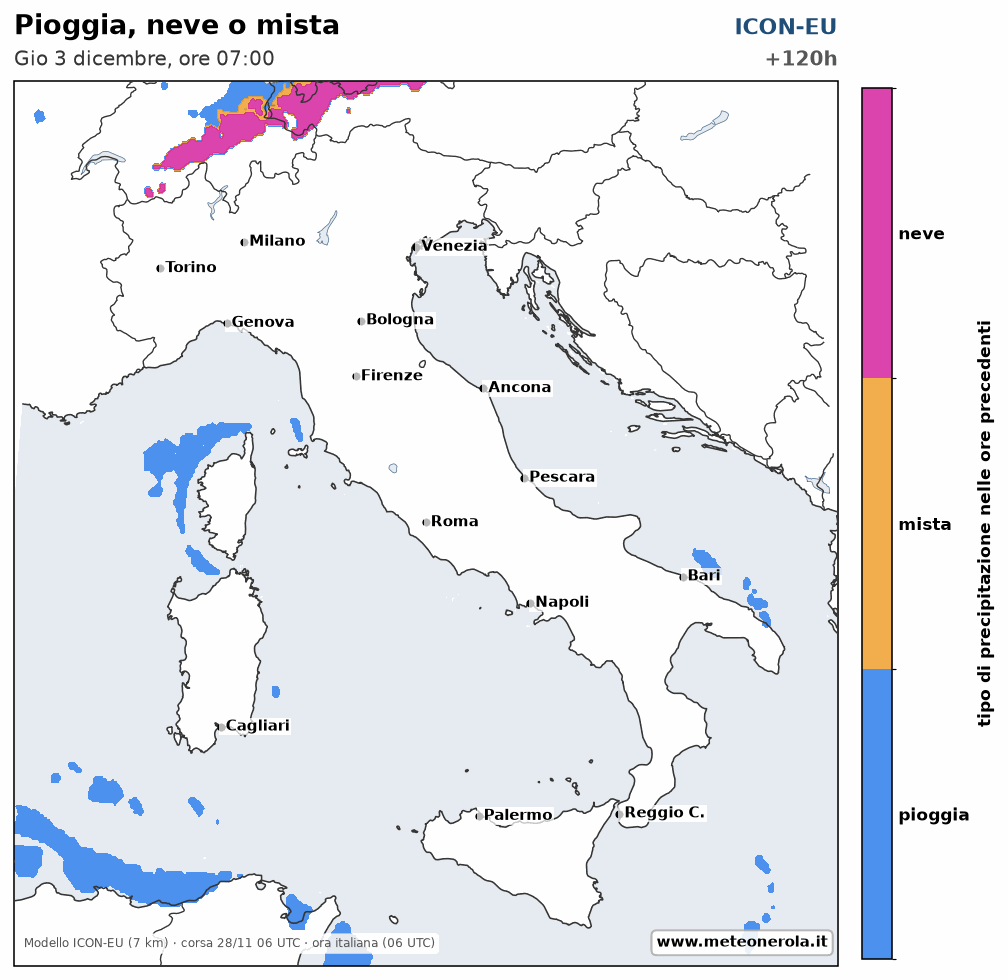 Pioggia, neve o mista
ICON-EU
Gio 3 dicembre, ore 07:00
+120h
neve
Milano
Venezia
Torino
Genova
Bologna
Firenze
Ancona
Pescara
Roma
mista
Bari
Napoli
Cagliari
Palermo
Reggio C.
pioggia
tipo di precipitazione nelle ore precedenti
Modello ICON-EU (7 km) · corsa 28/11 06 UTC · ora italiana (06 UTC)
www.meteonerola.it